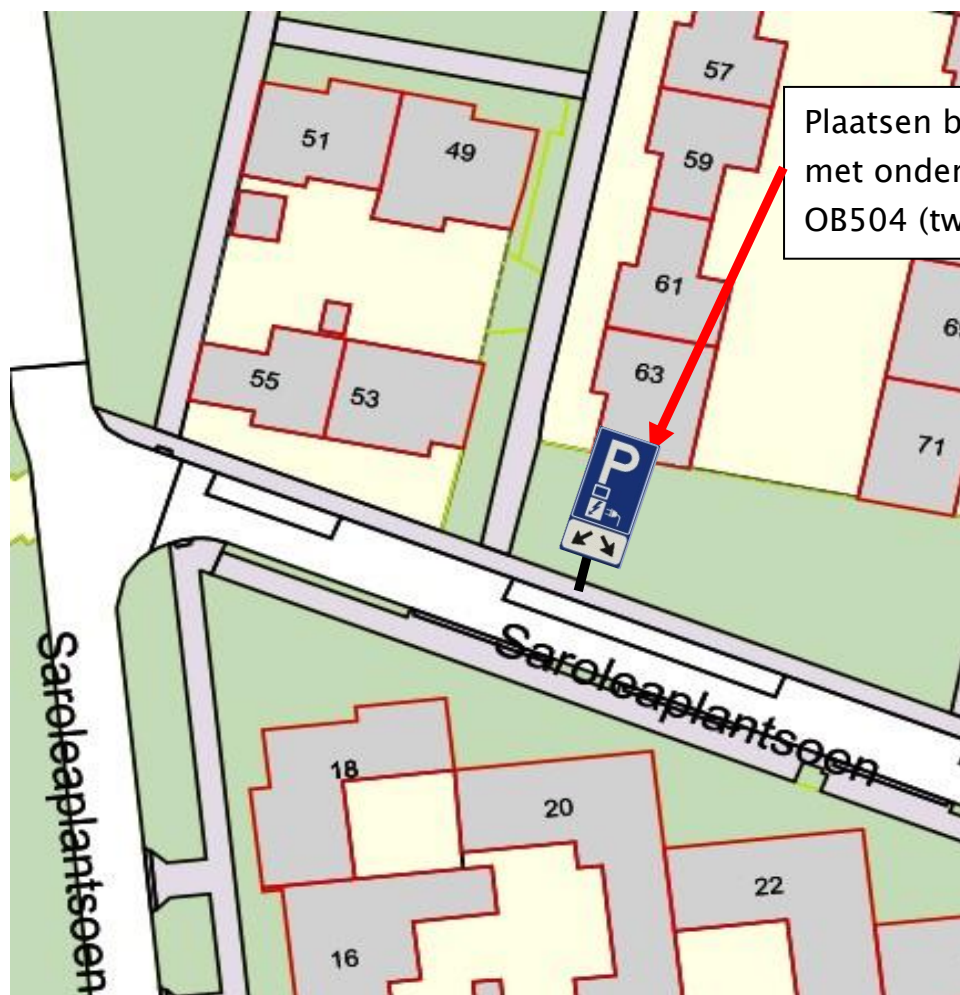 57
51
49
59
Plaatsen b
met onder
OB504 (tw
61
55
53
63
71
P
Saroleaplantsoen
Saroleaplantsoen
18
20
22
16